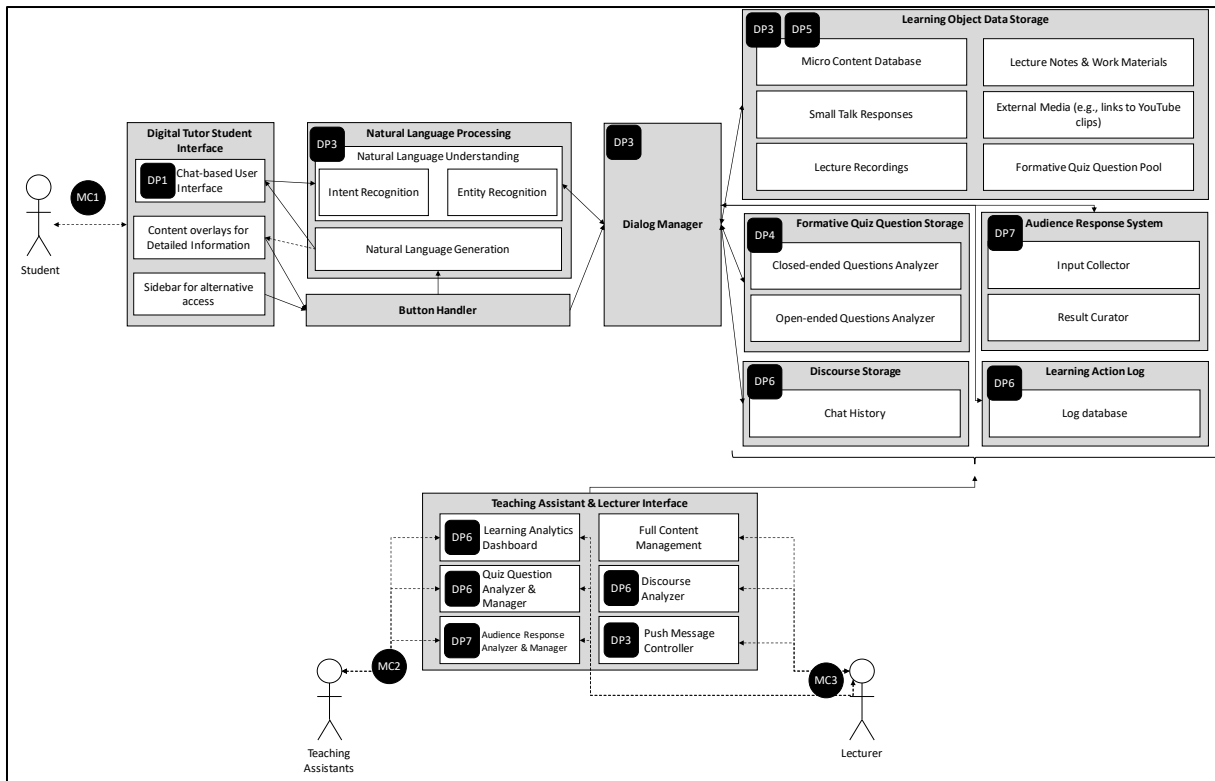 Learning Object Data Storage
DP3
DP5
Micro Content Database
Lecture Notes & Work Materials
Small Talk Responses
External Media (e.g., links to YouTube
clips)
Lecture Recordings
Formative Quiz Question Pool
Digital Tutor Student
Interface
DP1
Chat-based User
Interface
Content overlays for
Detailed Information
Sidebar for alternative
access
MC1
Student
Natural Language Processing
DP3
Natural Language Understanding
Intent Recognition
Entity Recognition
Natural Language Generation
Button Handler
DP3
Dialog Manager
Formative Quiz Question Storage
DP4
Closed-ended Questions Analyzer
Open-ended Questions Analyzer
Audience Response System
DP7
Input Collector
Result Curator
Discourse Storage
DP6
Chat History
Learning Action Log
DP6
Log database
Teaching Assistant & Lecturer Interface
DP6
Learning Analytics
Dashboard
Full Content
Management
DP6
Quiz Question
Analyzer &
Manager
DP6
Discourse
Analyzer
DP7
Audience Response
Analyzer & Manager
DP3
Push Message
Controller
MC2
MC3
Teaching
Assistants
Lecturer